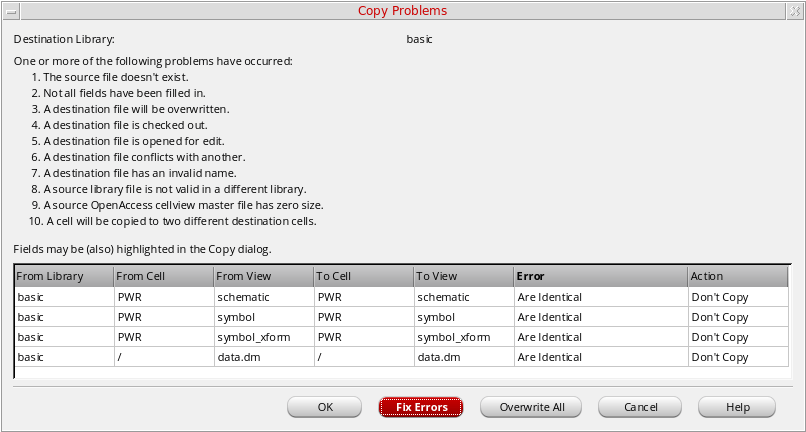 Copy Problems
Destination Library: basic
One or more of the following problems have occurred:
1. The source file doesn't exist.
2. Not all fields have been filled in.
3. A destination file will be overwritten.
4. A destination file is checked out.
5. A destination file is opened for edit.
6. A destination file conflicts with another.
7. A destination file has an invalid name.
8. A source library file is not valid in a different library.
9. A source OpenAccess cellview master file has zero size.
10. A cell will be copied to two different destination cells.
Fields may be (also) highlighted in the Copy dialog.
From Library From Cell From View To Cell To View Error Action
basic PWR schematic PWR schematic Are Identical Don't Copy
basic PWR symbol PWR symbol Are Identical Don't Copy
basic PWR symbol_xform PWR symbol_xform Are Identical Don't Copy
basic / data.dm / data.dm Are Identical Don't Copy
OK Fix Errors Overwrite All Cancel Help